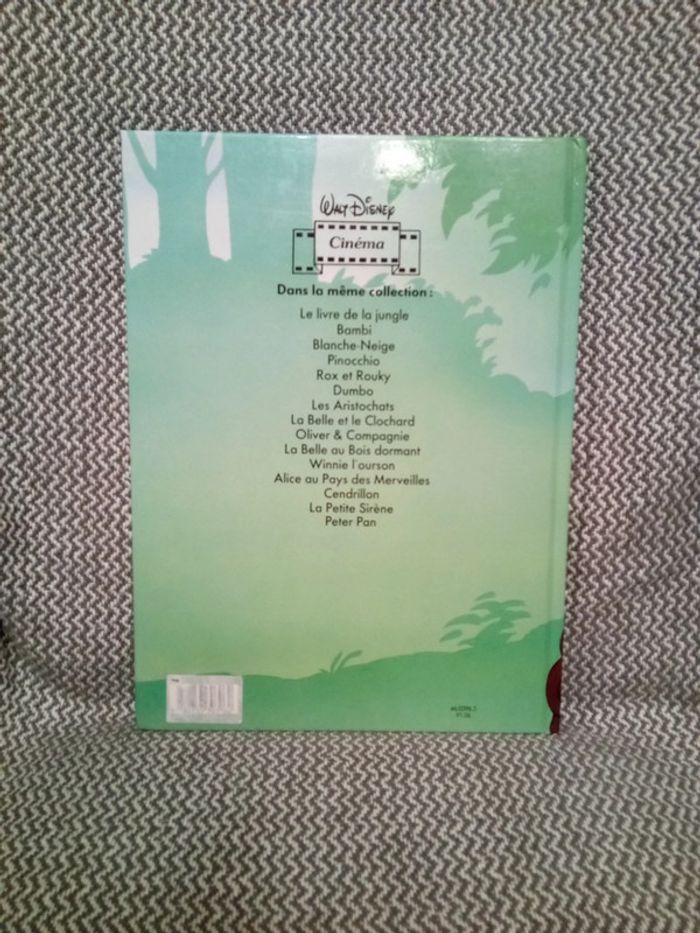 WALT DISNEY
Cinéma
Dans la même collection :
Le livre de la jungle
Bambi
Blanche-Neige
Pinocchio
Rox et Rouky
Dumbo
Les Aristochats
La Belle et le Clochard
Oliver & Compagnie
La Belle au Bois dormant
Winnie l'ourson
Alice au Pays des Merveilles
Cendrillon
La Petite Sirène
Peter Pan